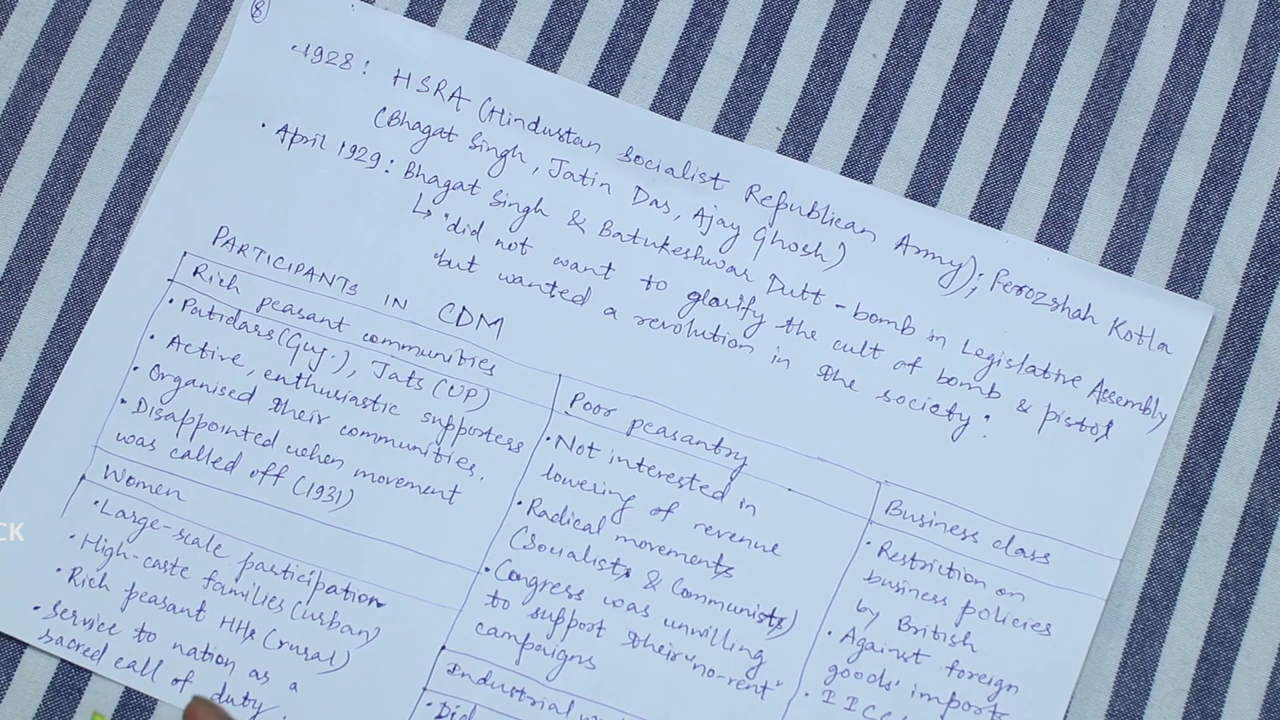 8
• 1928: HSRA (Hindustan Socialist Republican Army); Ferozshah Kotla
(Bhagat Singh, Jatin Das, Ajay Ghosh)
• April 1929: Bhagat Singh & Batukeshwar Dutt - bomb in Legislative Assembly
↳ "did not want to glorify the cult of bomb & pistol
but wanted a revolution in the society."
PARTICIPANTS IN CDM
Rich peasant communities
• Patidars (Guj.), Jats (UP)
• Active, enthusiastic supporters
• Organised their communities.
• Disappointed when movement
was called off (1931)
Poor peasantry
• Not interested in
lowering of revenue
• Radical movements
(Socialists & Communists)
• Congress was unwilling
to support their "no-rent"
campaigns
Business class
• Restriction on
business policies
by British
• Against foreign
goods' imports
Women
• Large-scale participation
• High-caste families (urban)
• Rich peasant HHs (rural)
• Service to nation as a
sacred call of duty.
Industrial
• Did
CK